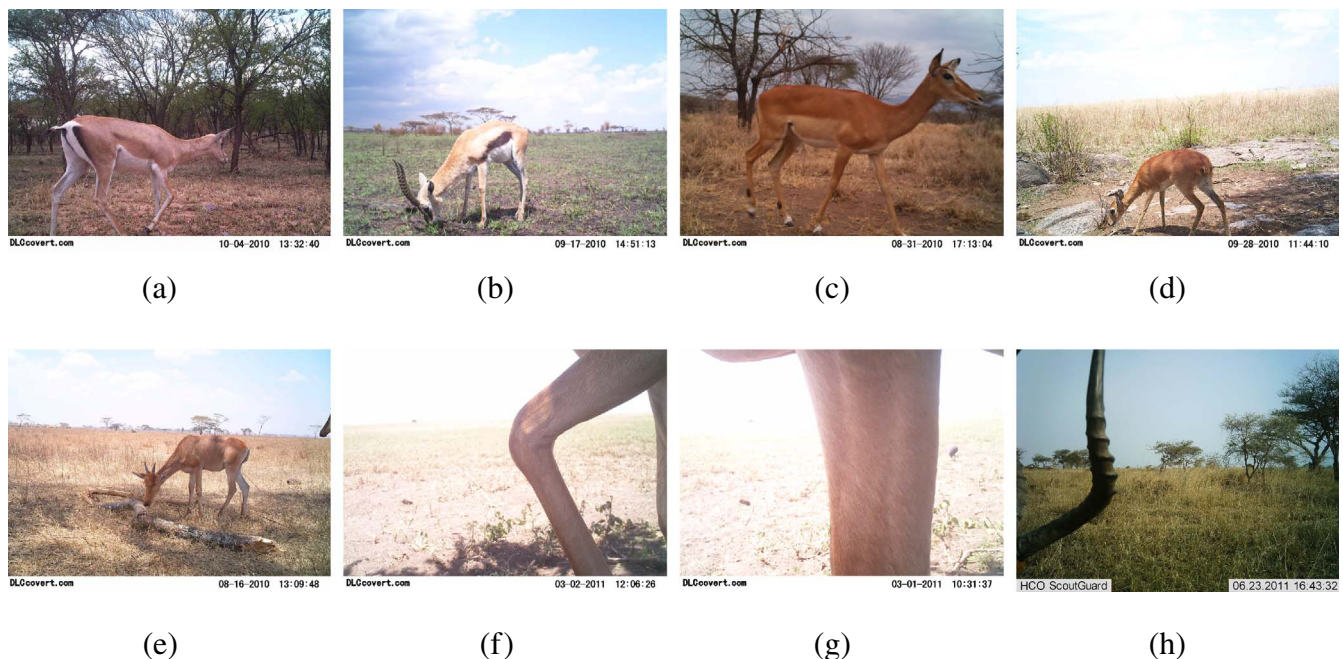 DLCcovert.com 10-04-2010 13:32:40
DLCcovert.com 09-17-2010 14:51:13
DLCcovert.com 08-31-2010 17:13:04
DLCcovert.com 09-28-2010 11:44:10
(a) (b) (c) (d)
DLCcovert.com 08-16-2010 13:09:48
DLCcovert.com 03-02-2011 12:06:26
DLCcovert.com 03-01-2011 10:31:37
HCO ScoutGuard 06.23.2011 16:43:32
(e) (f) (g) (h)